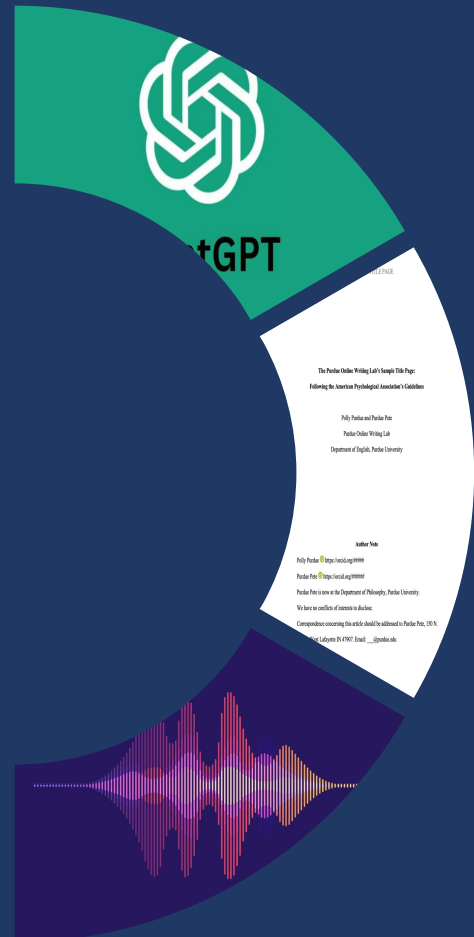 tGPT
TLE PAGE
The Purdue Online Writing Lab's Sample Title Page:
Following the American Psychological Association's Guidelines
Polly Purdue and Purdue Pete
Purdue Online Writing Lab
Department of English, Purdue University
Author Note
Polly Purdue https://orcid.org/#####
Purdue Pete https://orcid.org/######
Purdue Pete is now at the Department of Philosophy, Purdue University.
We have no conflicts of interests to disclose.
Correspondence concerning this article should be addressed to Purdue Pete, 150 N.
West Lafayette IN 47907. Email: ___@purdue.edu